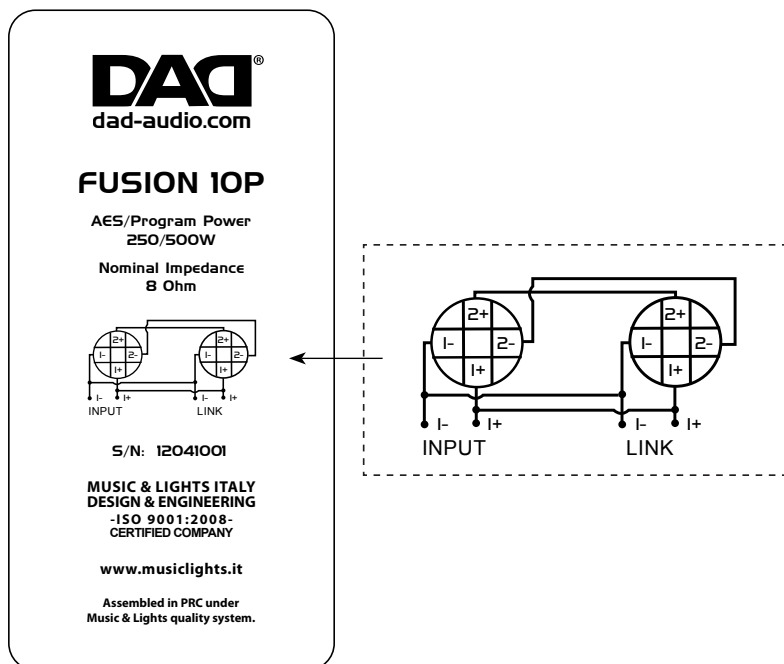 DAD®
dad-audio.com
FUSION 10P
AES/Program Power
250/500W
Nominal Impedance
8 Ohm
2+ 2+
1- 2- 1- 2-
1+ 1+
1- 1+ 1- 1+
INPUT LINK
S/N: 12041001
MUSIC & LIGHTS ITALY
DESIGN & ENGINEERING
-ISO 9001:2008-
CERTIFIED COMPANY
www.musiclights.it
Assembled in PRC under
Music & Lights quality system.
2+ 2+
1- 2- 1- 2-
1+ 1+
1- 1+ 1- 1+
INPUT LINK